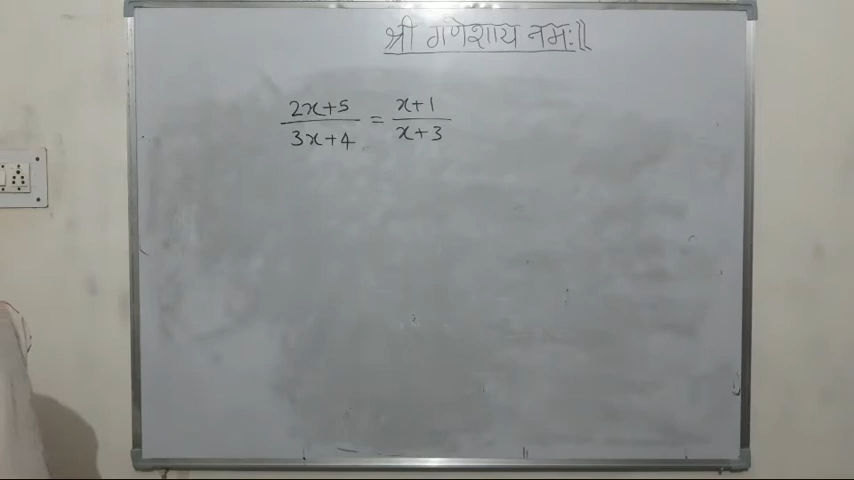 श्री गणेशाय नमः॥
2x+5/3x+4 = x+1/x+3